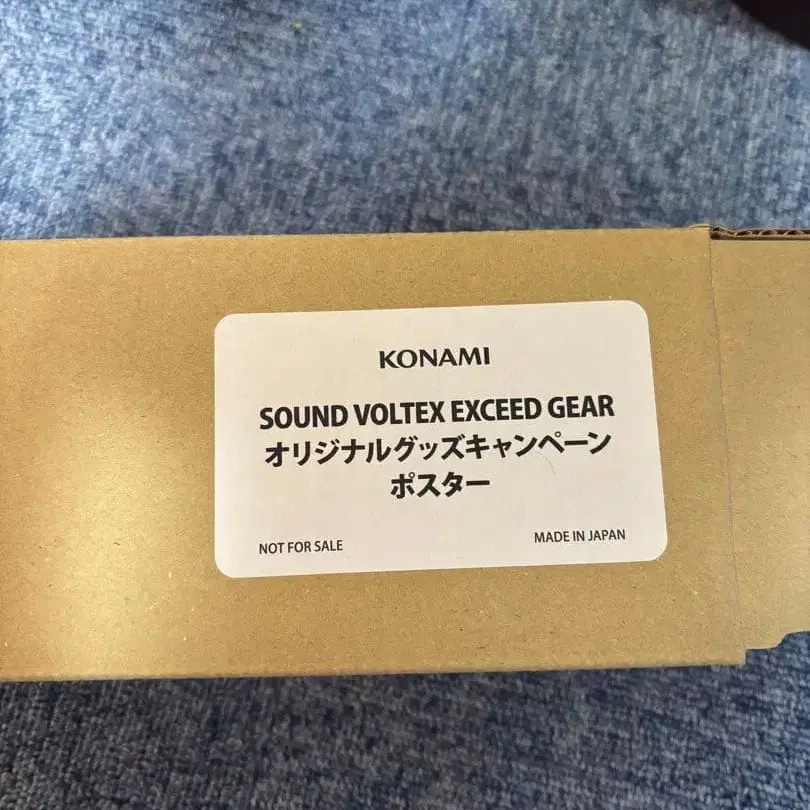 KONAMI
SOUND VOLTEX EXCEED GEAR
オリジナルグッズキャンペーン
ポスター
NOT FOR SALE
MADE IN JAPAN